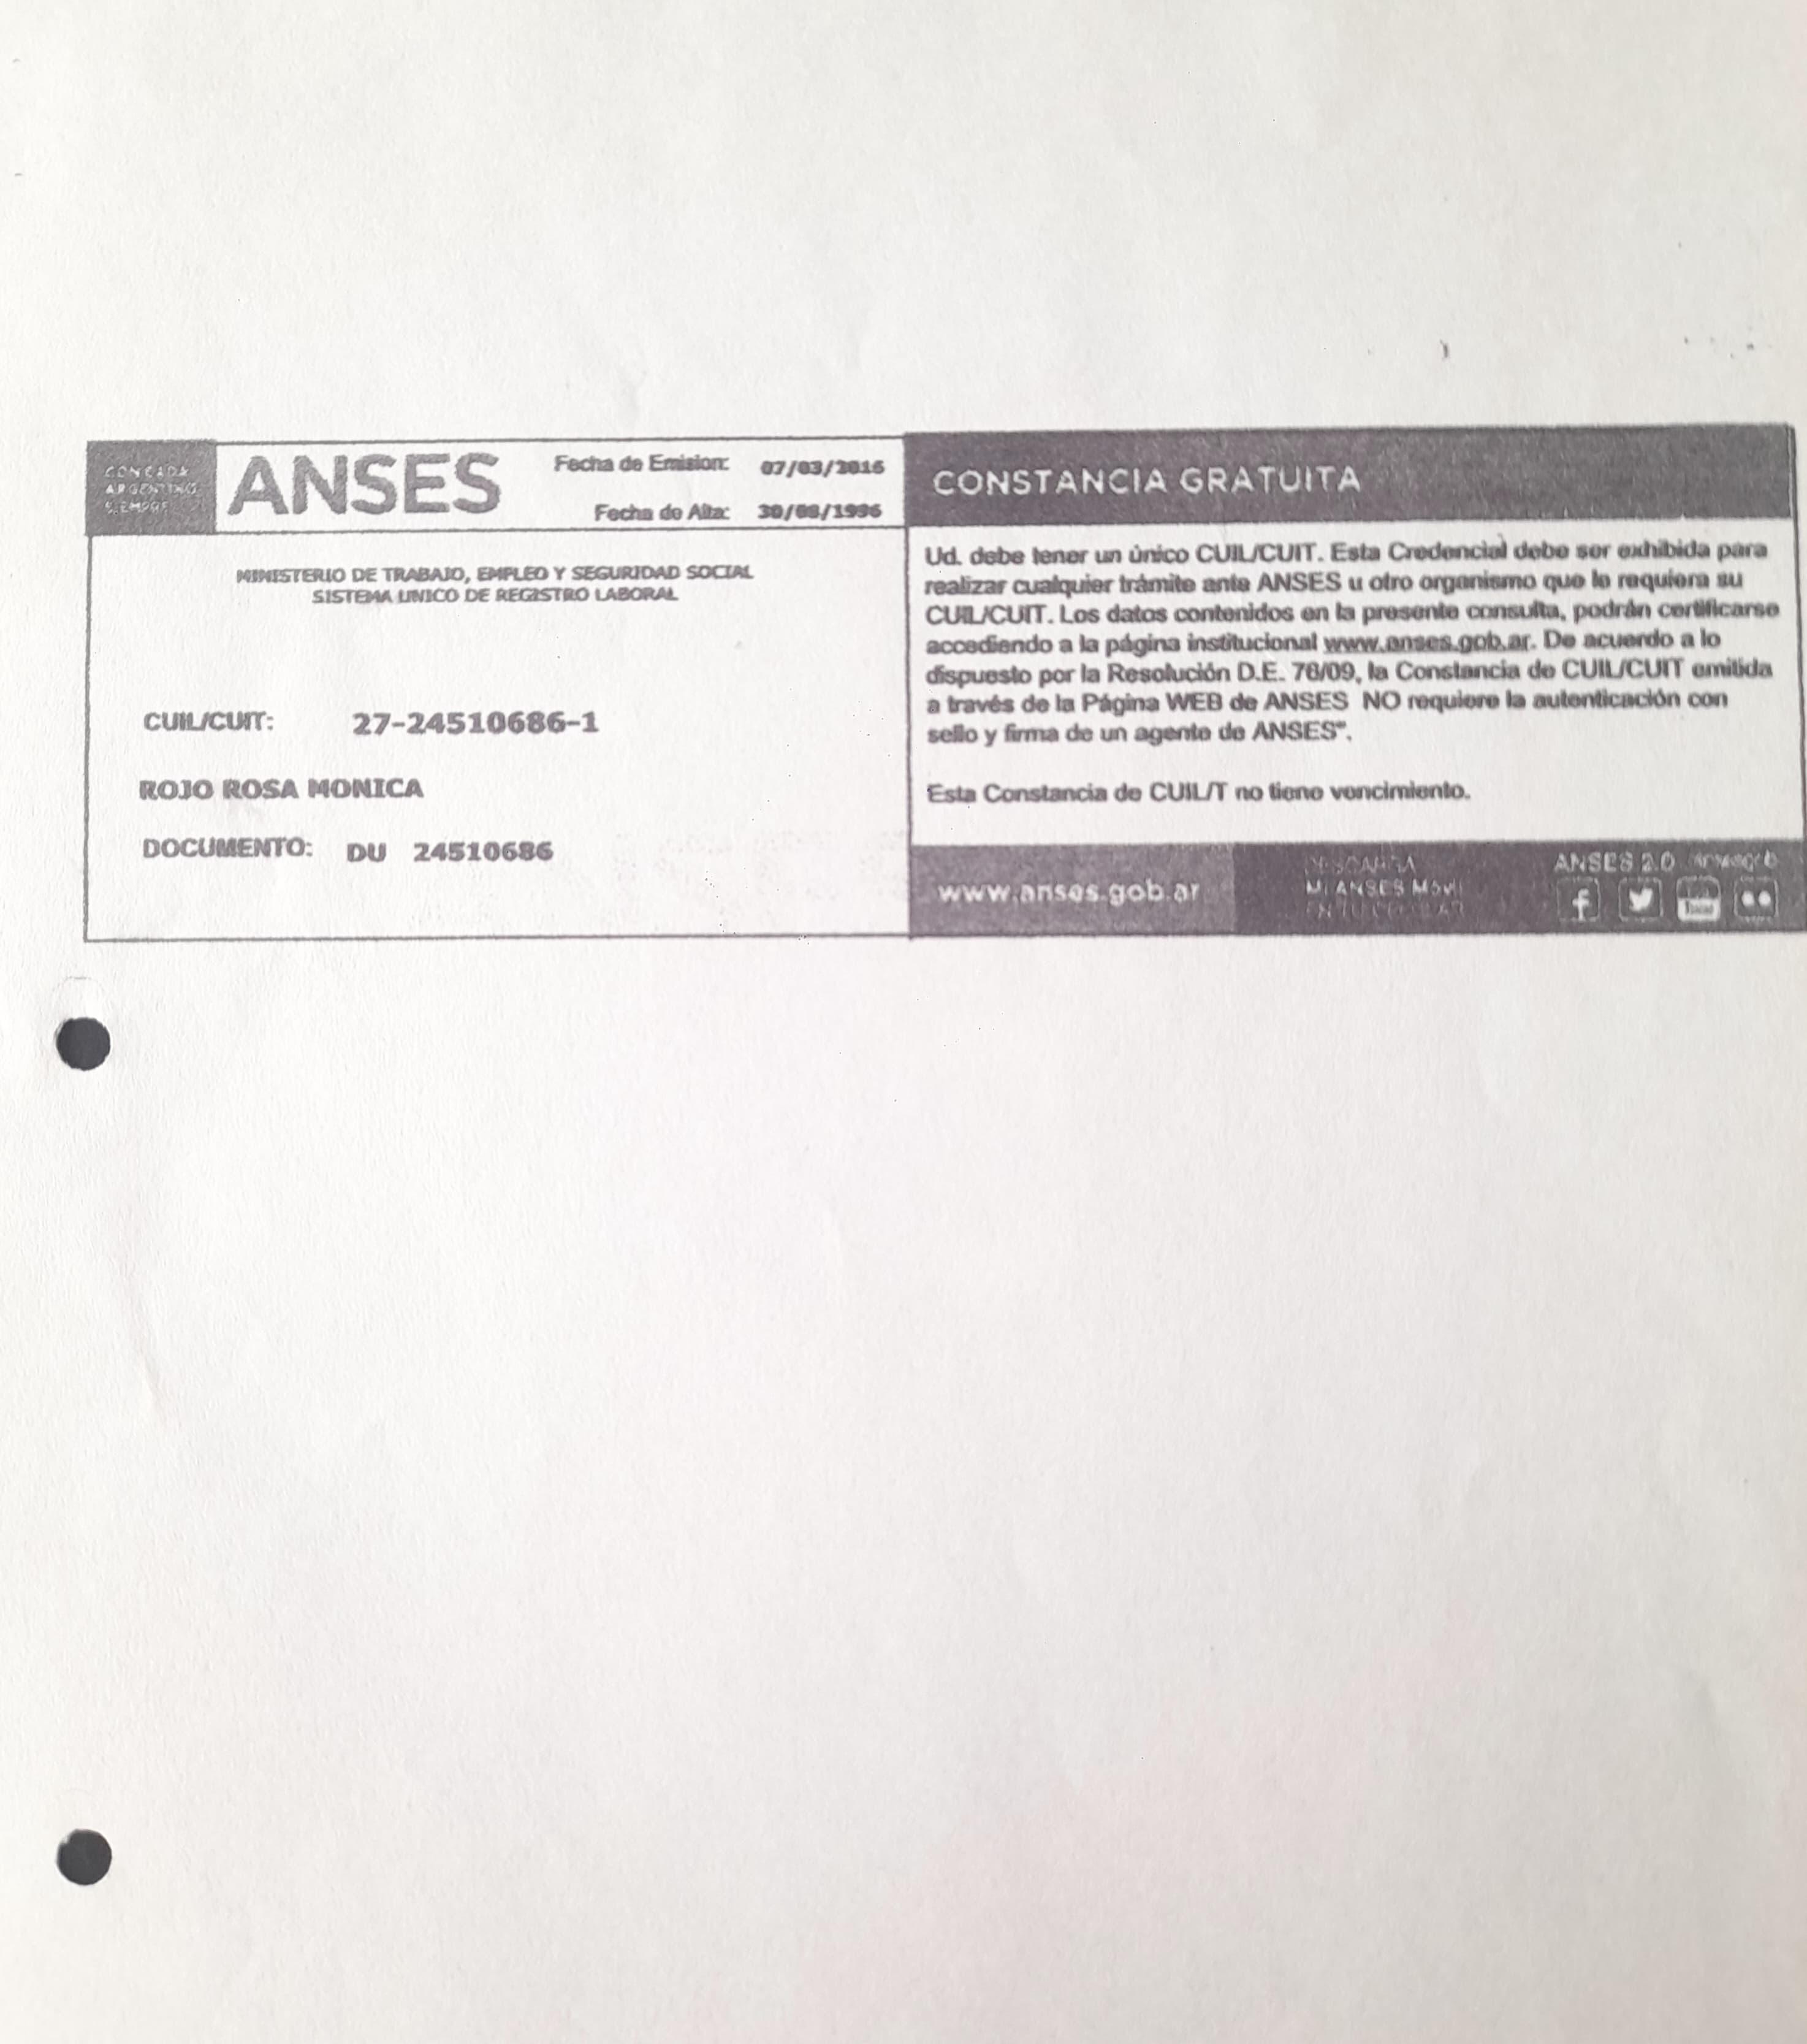 ANSES
Fecha de Emision: 07/03/2016
Fecha de Alta: 30/08/1996
MINISTERIO DE TRABAJO, EMPLEO Y SEGURIDAD SOCIAL
SISTEMA UNICO DE REGISTRO LABORAL
CUIL/CUIT: 27-24510686-1
ROJO ROSA MONICA
DOCUMENTO: DU 24510686
CONSTANCIA GRATUITA
Ud. debe tener un único CUIL/CUIT. Esta Credencial debe ser exhibida para
realizar cualquier trámite ante ANSES u otro organismo que le requiera su
CUIL/CUIT. Los datos contenidos en la presente consulta, podrán certificarse
accediendo a la página institucional www.anses.gob.ar. De acuerdo a lo
dispuesto por la Resolución D.E. 76/09, la Constancia de CUIL/CUIT emitida
a través de la Página WEB de ANSES NO requiere la autenticación con
sello y firma de un agente de ANSES".
Esta Constancia de CUIL/T no tiene vencimiento.
www.anses.gob.ar
MI ANSES MóVIL
ANSES 2.0